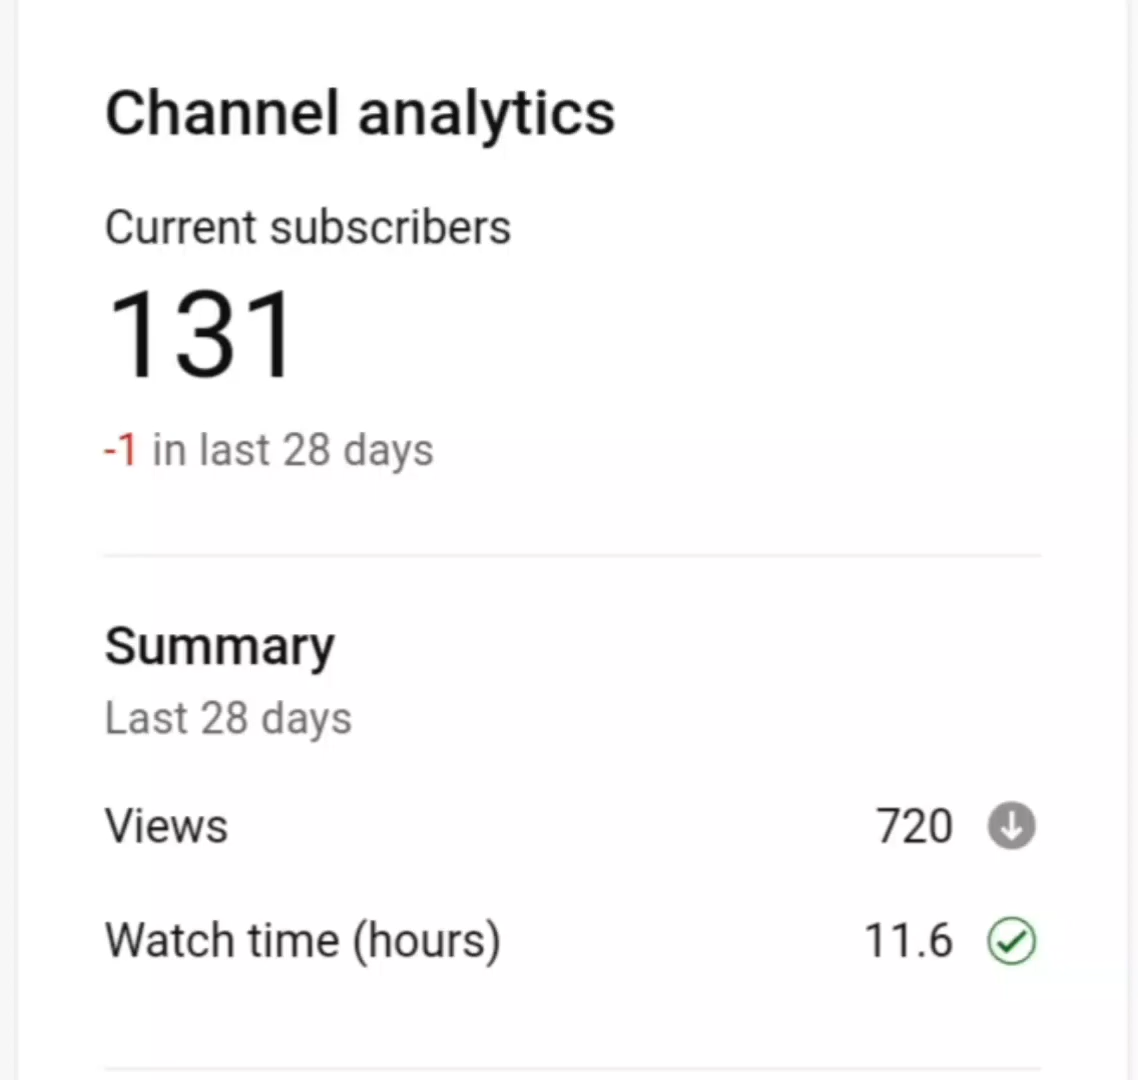 Channel analytics
Current subscribers
131
-1 in last 28 days
Summary
Last 28 days
Views 720
Watch time (hours) 11.6